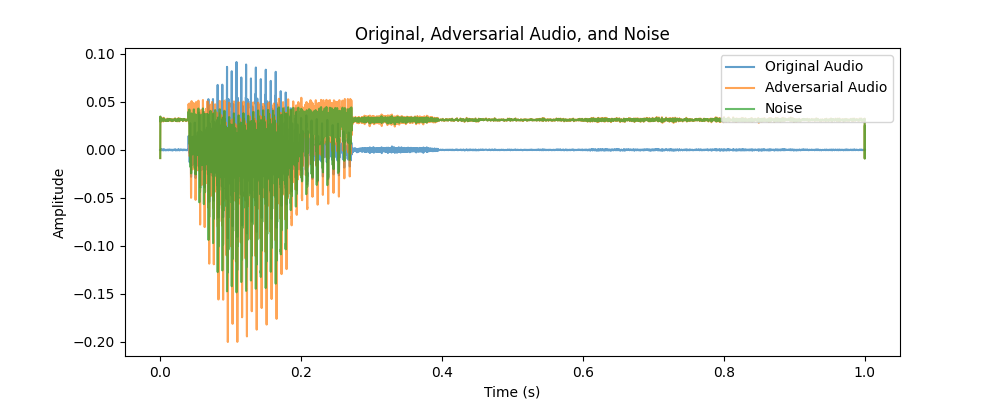 Original, Adversarial Audio, and Noise
Original Audio
Adversarial Audio
Noise
Amplitude
0.10
0.05
0.00
−0.05
−0.10
−0.15
−0.20
0.0 0.2 0.4 0.6 0.8 1.0
Time (s)